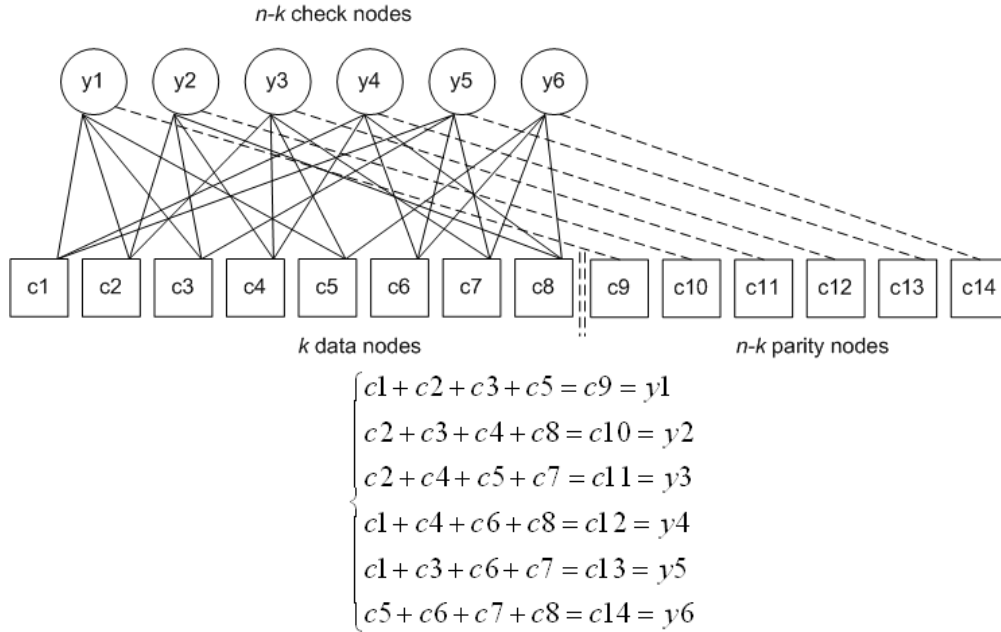 n-k check nodes
y1 y2 y3 y4 y5 y6
c1 c2 c3 c4 c5 c6 c7 c8 c9 c10 c11 c12 c13 c14
k data nodes n-k parity nodes
c1+c2+c3+c5=c9=y1
c2+c3+c4+c8=c10=y2
c2+c4+c5+c7=c11=y3
c1+c4+c6+c8=c12=y4
c1+c3+c6+c7=c13=y5
c5+c6+c7+c8=c14=y6